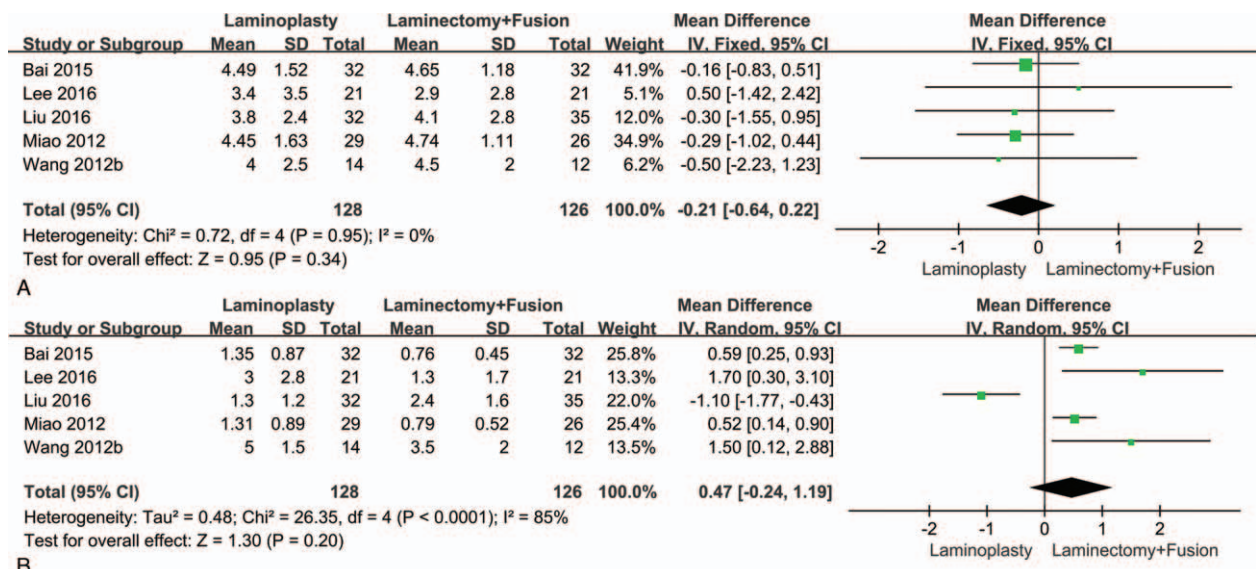 Laminoplasty Laminectomy+Fusion Mean Difference Mean Difference
Study or Subgroup Mean SD Total Mean SD Total Weight IV, Fixed, 95% CI IV, Fixed, 95% CI
Bai 2015 4.49 1.52 32 4.65 1.18 32 41.9% -0.16 [-0.83, 0.51]
Lee 2016 3.4 3.5 21 2.9 2.8 21 5.1% 0.50 [-1.42, 2.42]
Liu 2016 3.8 2.4 32 4.1 2.8 35 12.0% -0.30 [-1.55, 0.95]
Miao 2012 4.45 1.63 29 4.74 1.11 26 34.9% -0.29 [-1.02, 0.44]
Wang 2012b 4 2.5 14 4.5 2 12 6.2% -0.50 [-2.23, 1.23]
Total (95% CI) 128 126 100.0% -0.21 [-0.64, 0.22]
Heterogeneity: Chi² = 0.72, df = 4 (P = 0.95); I² = 0%
Test for overall effect: Z = 0.95 (P = 0.34)
-2 -1 0 1 2
Laminoplasty Laminectomy+Fusion
A
Laminoplasty Laminectomy+Fusion Mean Difference Mean Difference
Study or Subgroup Mean SD Total Mean SD Total Weight IV, Random, 95% CI IV, Random, 95% CI
Bai 2015 1.35 0.87 32 0.76 0.45 32 25.8% 0.59 [0.25, 0.93]
Lee 2016 3 2.8 21 1.3 1.7 21 13.3% 1.70 [0.30, 3.10]
Liu 2016 1.3 1.2 32 2.4 1.6 35 22.0% -1.10 [-1.77, -0.43]
Miao 2012 1.31 0.89 29 0.79 0.52 26 25.4% 0.52 [0.14, 0.90]
Wang 2012b 5 1.5 14 3.5 2 12 13.5% 1.50 [0.12, 2.88]
Total (95% CI) 128 126 100.0% 0.47 [-0.24, 1.19]
Heterogeneity: Tau² = 0.48; Chi² = 26.35, df = 4 (P < 0.0001); I² = 85%
Test for overall effect: Z = 1.30 (P = 0.20)
-2 -1 0 1 2
Laminoplasty Laminectomy+Fusion
B